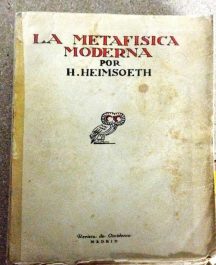 LA METAFISICA
MODERNA
POR
H. HEIMSOETH
Revista de Occidente
MADRID